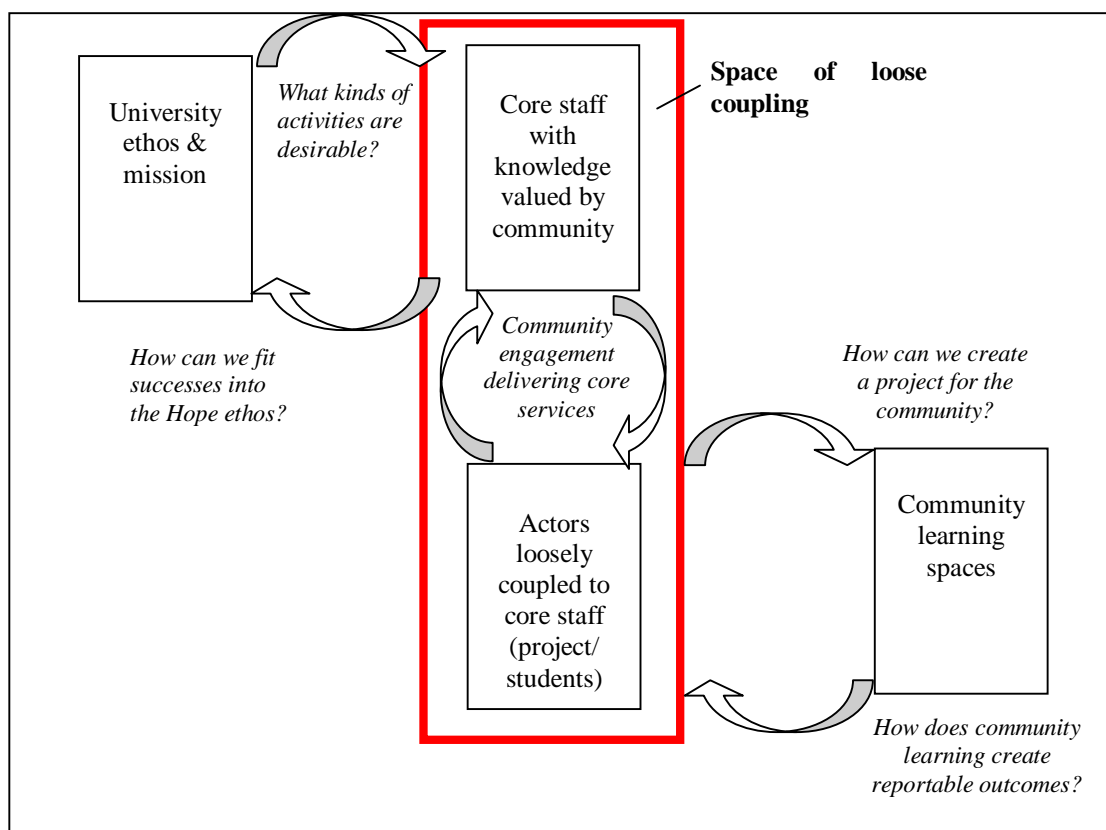 University
ethos &
mission
What kinds of
activities are
desirable?
Core staff
with
knowledge
valued by
community
Space of loose
coupling
How can we fit
successes into
the Hope ethos?
Community
engagement
delivering core
services
How can we create
a project for the
community?
Actors
loosely
coupled to
core staff
(project/
students)
Community
learning
spaces
How does community
learning create
reportable outcomes?